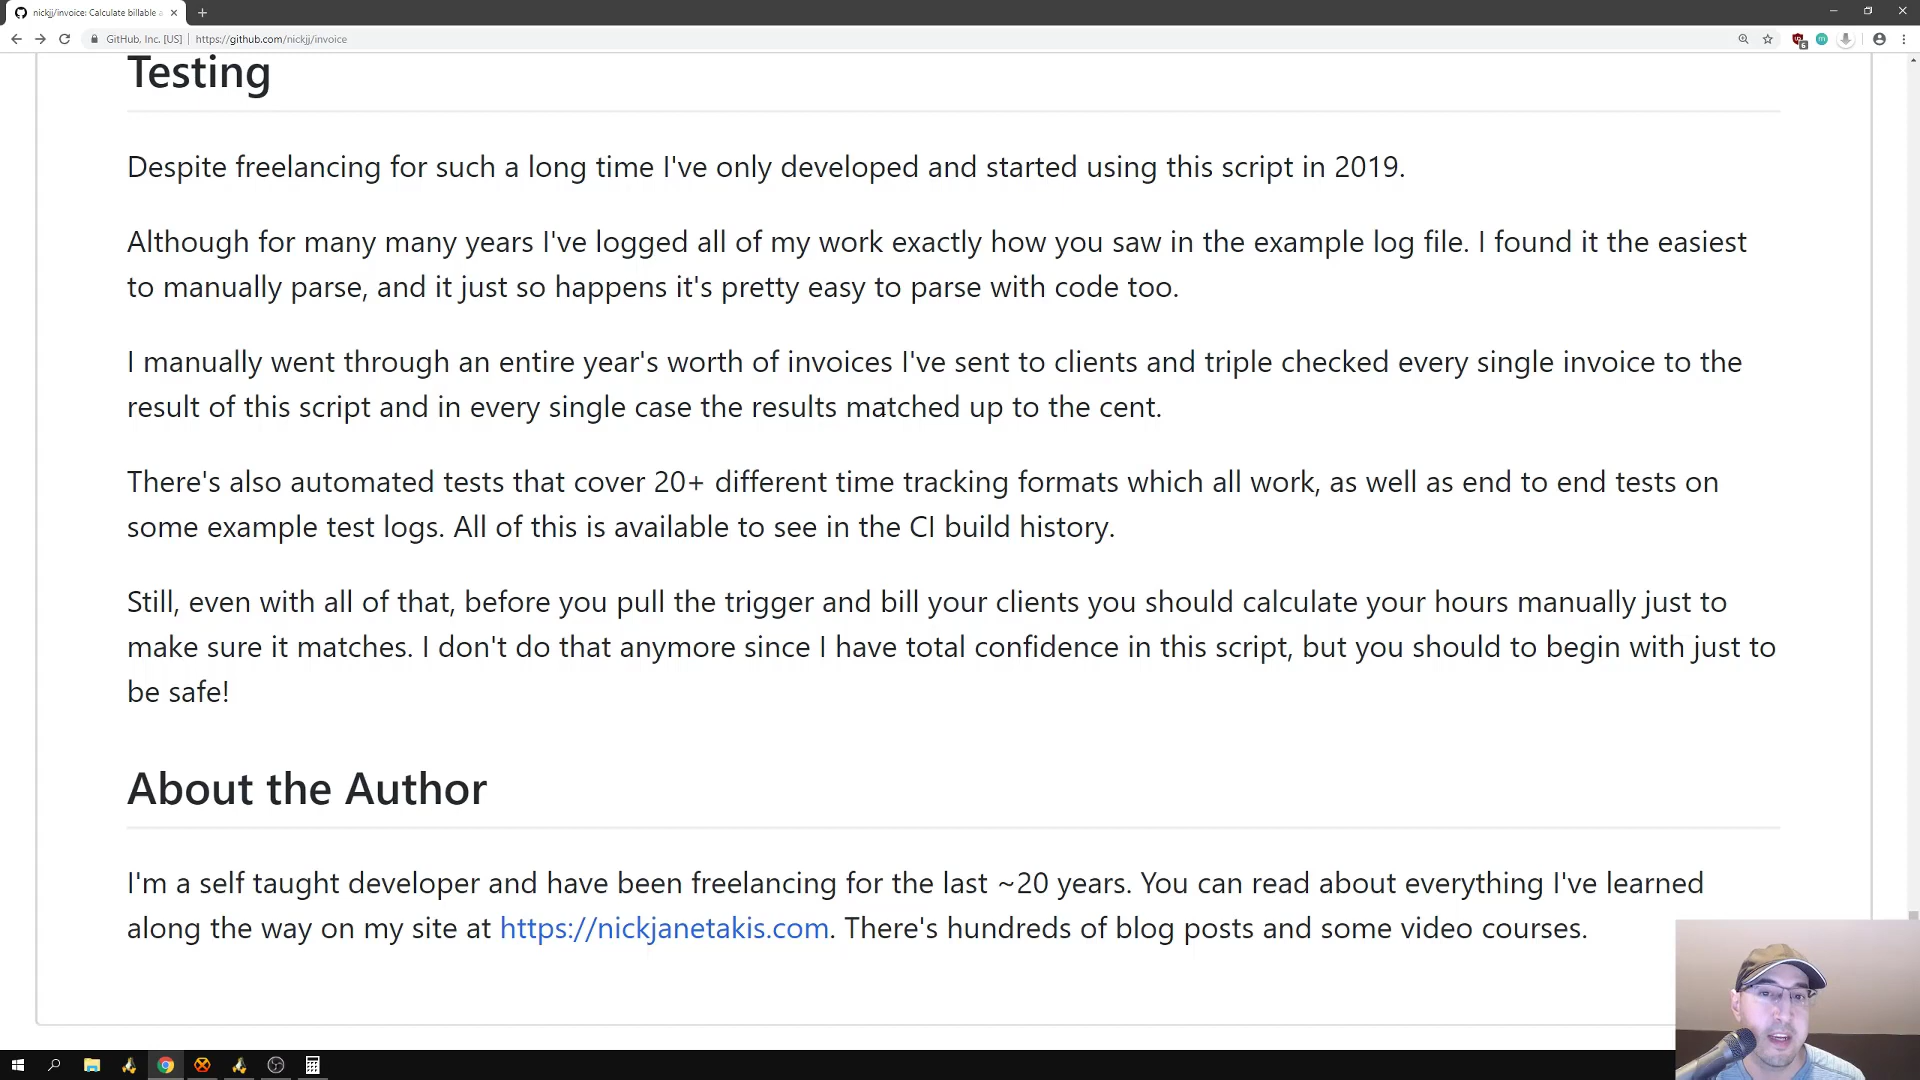 nickjj/invoice: Calculate billable a
GitHub, Inc. [US] | https://github.com/nickjj/invoice
6
m
Testing
Despite freelancing for such a long time I've only developed and started using this script in 2019.
Although for many many years I've logged all of my work exactly how you saw in the example log file. I found it the easiest
to manually parse, and it just so happens it's pretty easy to parse with code too.
I manually went through an entire year's worth of invoices I've sent to clients and triple checked every single invoice to the
result of this script and in every single case the results matched up to the cent.
There's also automated tests that cover 20+ different time tracking formats which all work, as well as end to end tests on
some example test logs. All of this is available to see in the CI build history.
Still, even with all of that, before you pull the trigger and bill your clients you should calculate your hours manually just to
make sure it matches. I don't do that anymore since I have total confidence in this script, but you should to begin with just to
be safe!
About the Author
I'm a self taught developer and have been freelancing for the last ~20 years. You can read about everything I've learned
along the way on my site at https://nickjanetakis.com. There's hundreds of blog posts and some video courses.